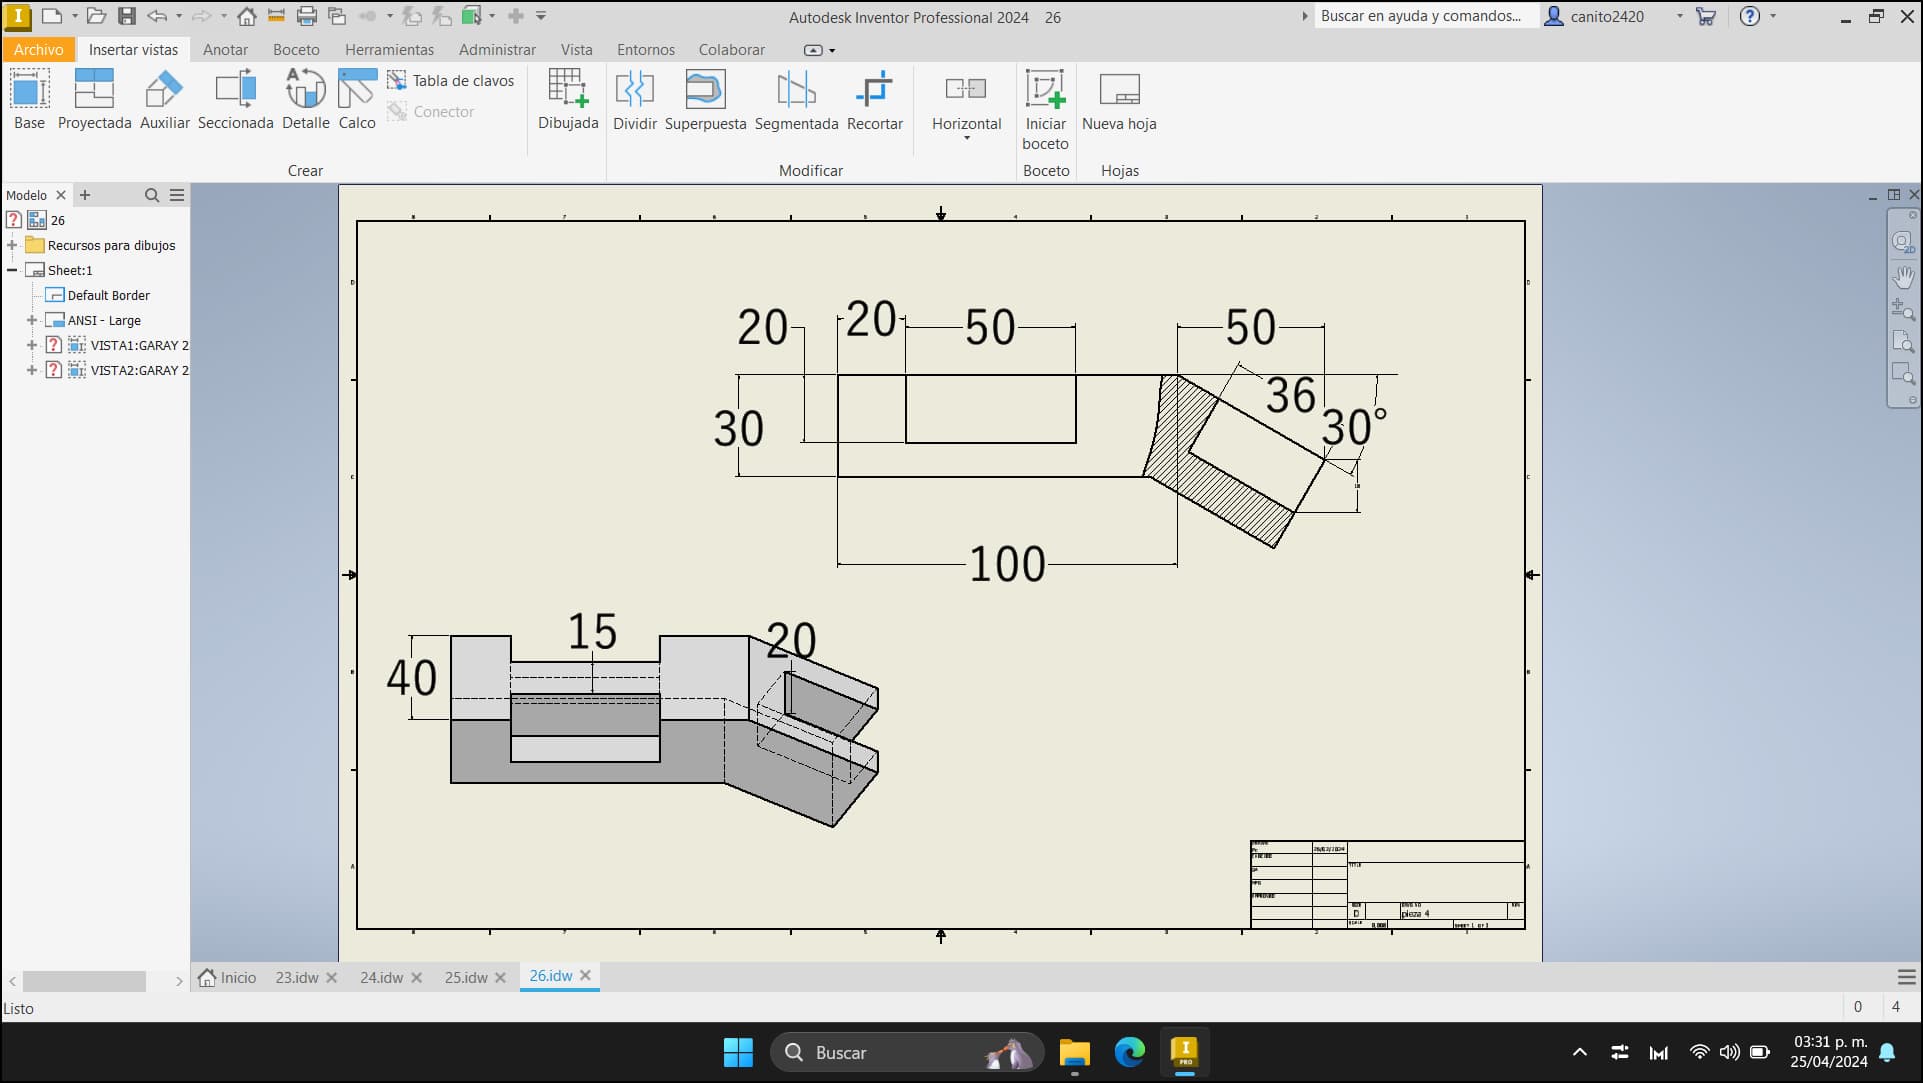 Autodesk Inventor Professional 2024 26
Buscar en ayuda y comandos...
canito2420
Archivo Insertar vistas Anotar Boceto Herramientas Administrar Vista Entornos Colaborar
Tabla de clavos
Conector
Base Proyectada Auxiliar Seccionada Detalle Calco Dibujada Dividir Superpuesta Segmentada Recortar Horizontal Iniciar boceto Nueva hoja
Crear Modificar Boceto Hojas
Modelo
26
Recursos para dibujos
Sheet:1
Default Border
ANSI - Large
VISTA1:GARAY 2
VISTA2:GARAY 2
2D
20 20 50 50
36
30 30°
100
15 20
40
pieza 4
D
Inicio 23.idw 24.idw 25.idw 26.idw
Listo
0 4
Buscar
PRO
03:31 p. m.
25/04/2024